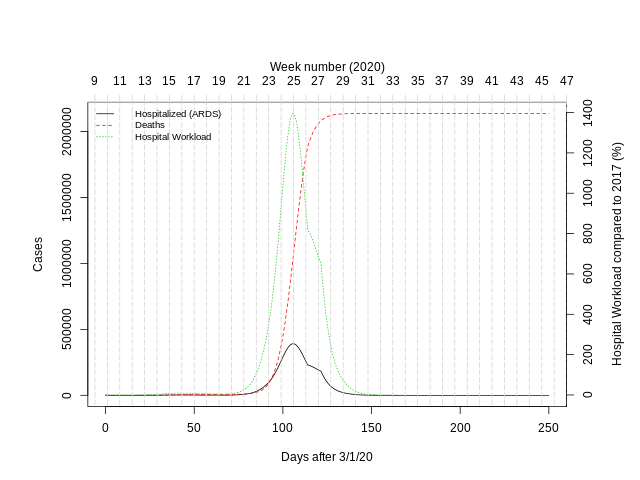 Week number (2020)
9 11 13 15 17 19 21 23 25 27 29 31 33 35 37 39 41 43 45 47
Hospitalized (ARDS)
Deaths
Hospital Workload
Cases
0 500000 1000000 1500000 2000000
Hospital Workload compared to 2017 (%)
0 200 400 600 800 1000 1200 1400
0 50 100 150 200 250
Days after 3/1/20